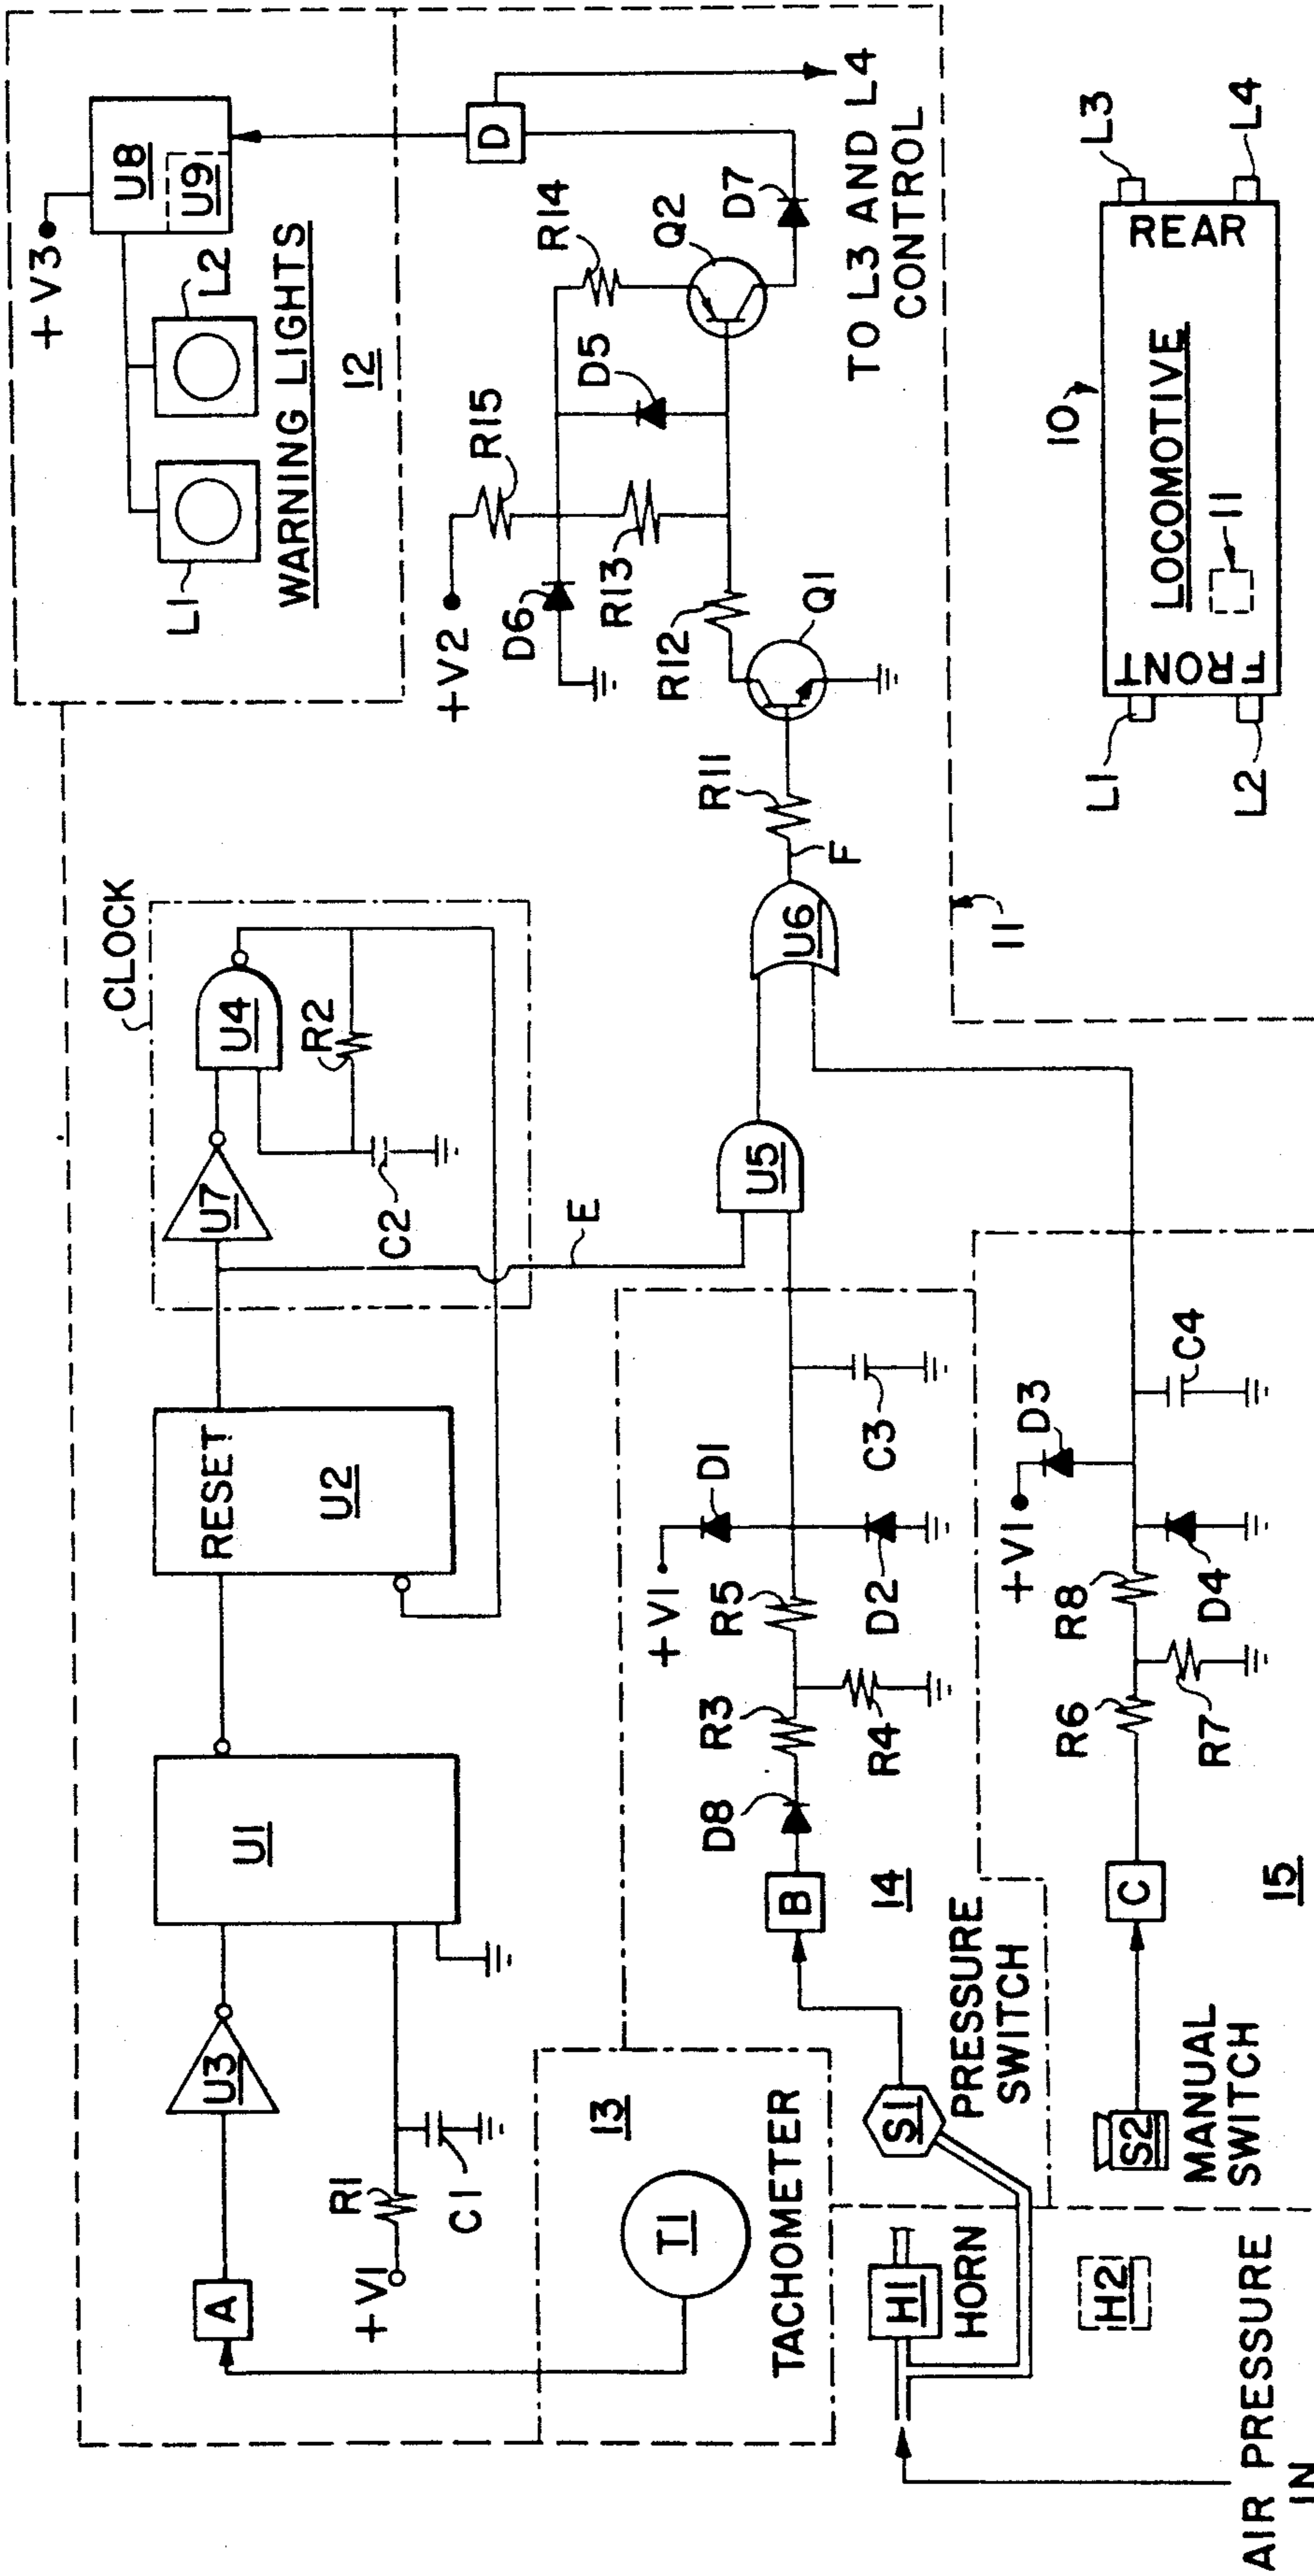 +V3
U8
U9
L1
L2
WARNING LIGHTS
12
CLOCK
U7
U4
R2
C2
RESET
U2
U1
U3
A
R1
+V1
C1
13
T1
TACHOMETER
E
+V2
R15
R14
D6
R13
D5
Q2
D7
D
R12
Q1
R11
F
U6
U5
TO L3 AND L4
CONTROL
+V1
D1
R5
R3
D8
B
R4
D2
C3
14
PRESSURE
SWITCH
S1
H1
HORN
H2
AIR PRESSURE
IN
+V1
D3
R8
R6
R7
D4
C4
C
15
S2
MANUAL
SWITCH
11
10
LOCOMOTIVE
11
FRONT
REAR
L1
L2
L3
L4